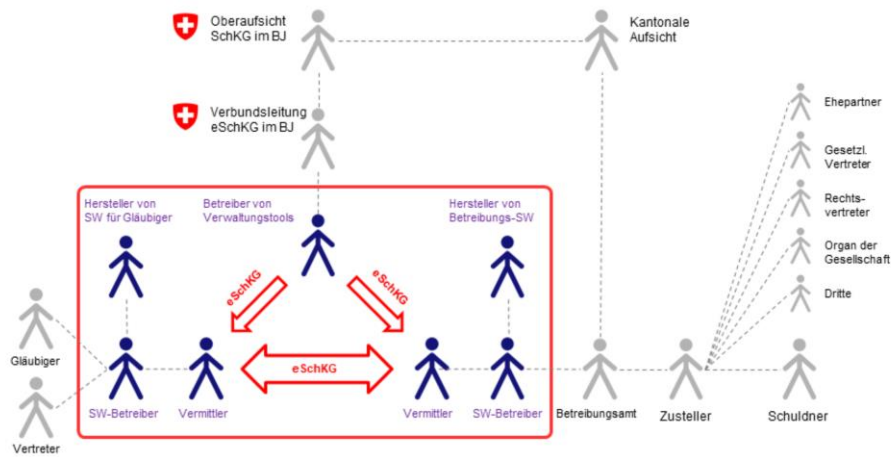 Oberaufsicht
SchKG im BJ
Kantonale
Aufsicht
Verbundsleitung
eSchKG im BJ
Ehepartner
Gesetzl.
Vertreter
Rechts-
vertreter
Organ der
Gesellschaft
Dritte
Hersteller von
SW für Gläubiger
Betreiber von
Verwaltungstools
Hersteller von
Betreibungs-SW
eSchKG
eSchKG
eSchKG
Gläubiger
Vertreter
SW-Betreiber
Vermittler
Vermittler
SW-Betreiber
Betreibungsamt
Zusteller
Schuldner